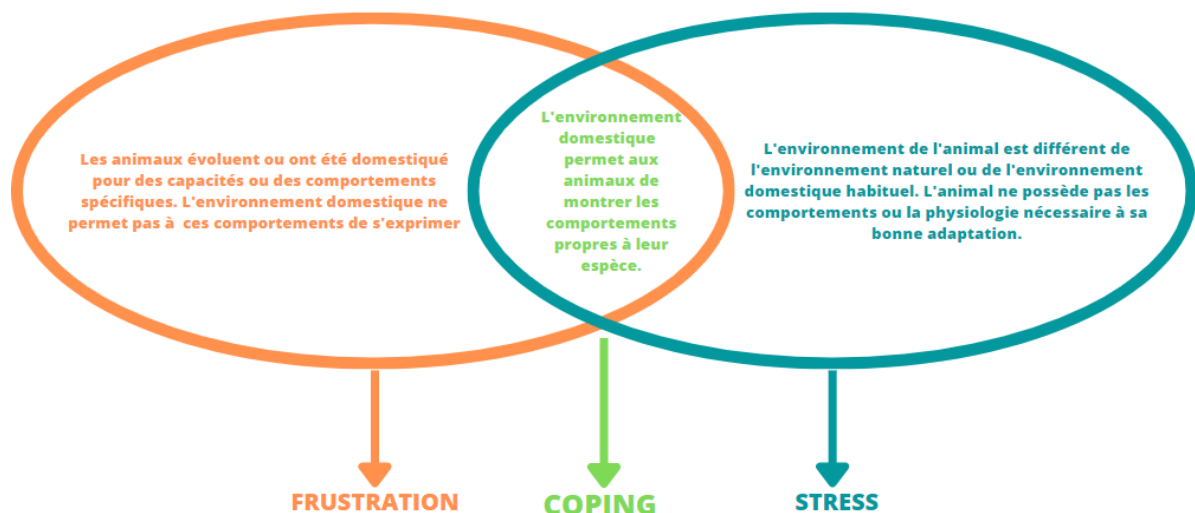 Les animaux évoluent ou ont été domestiqué
pour des capacités ou des comportements
spécifiques. L'environnement domestique ne
permet pas à ces comportements de s'exprimer
L'environnement
domestique
permet aux
animaux de
montrer les
comportements
propres à leur
espèce.
L'environnement de l'animal est différent de
l'environnement naturel ou de l'environnement
domestique habituel. L'animal ne possède pas les
comportements ou la physiologie nécessaire à sa
bonne adaptation.
FRUSTRATION
COPING
STRESS